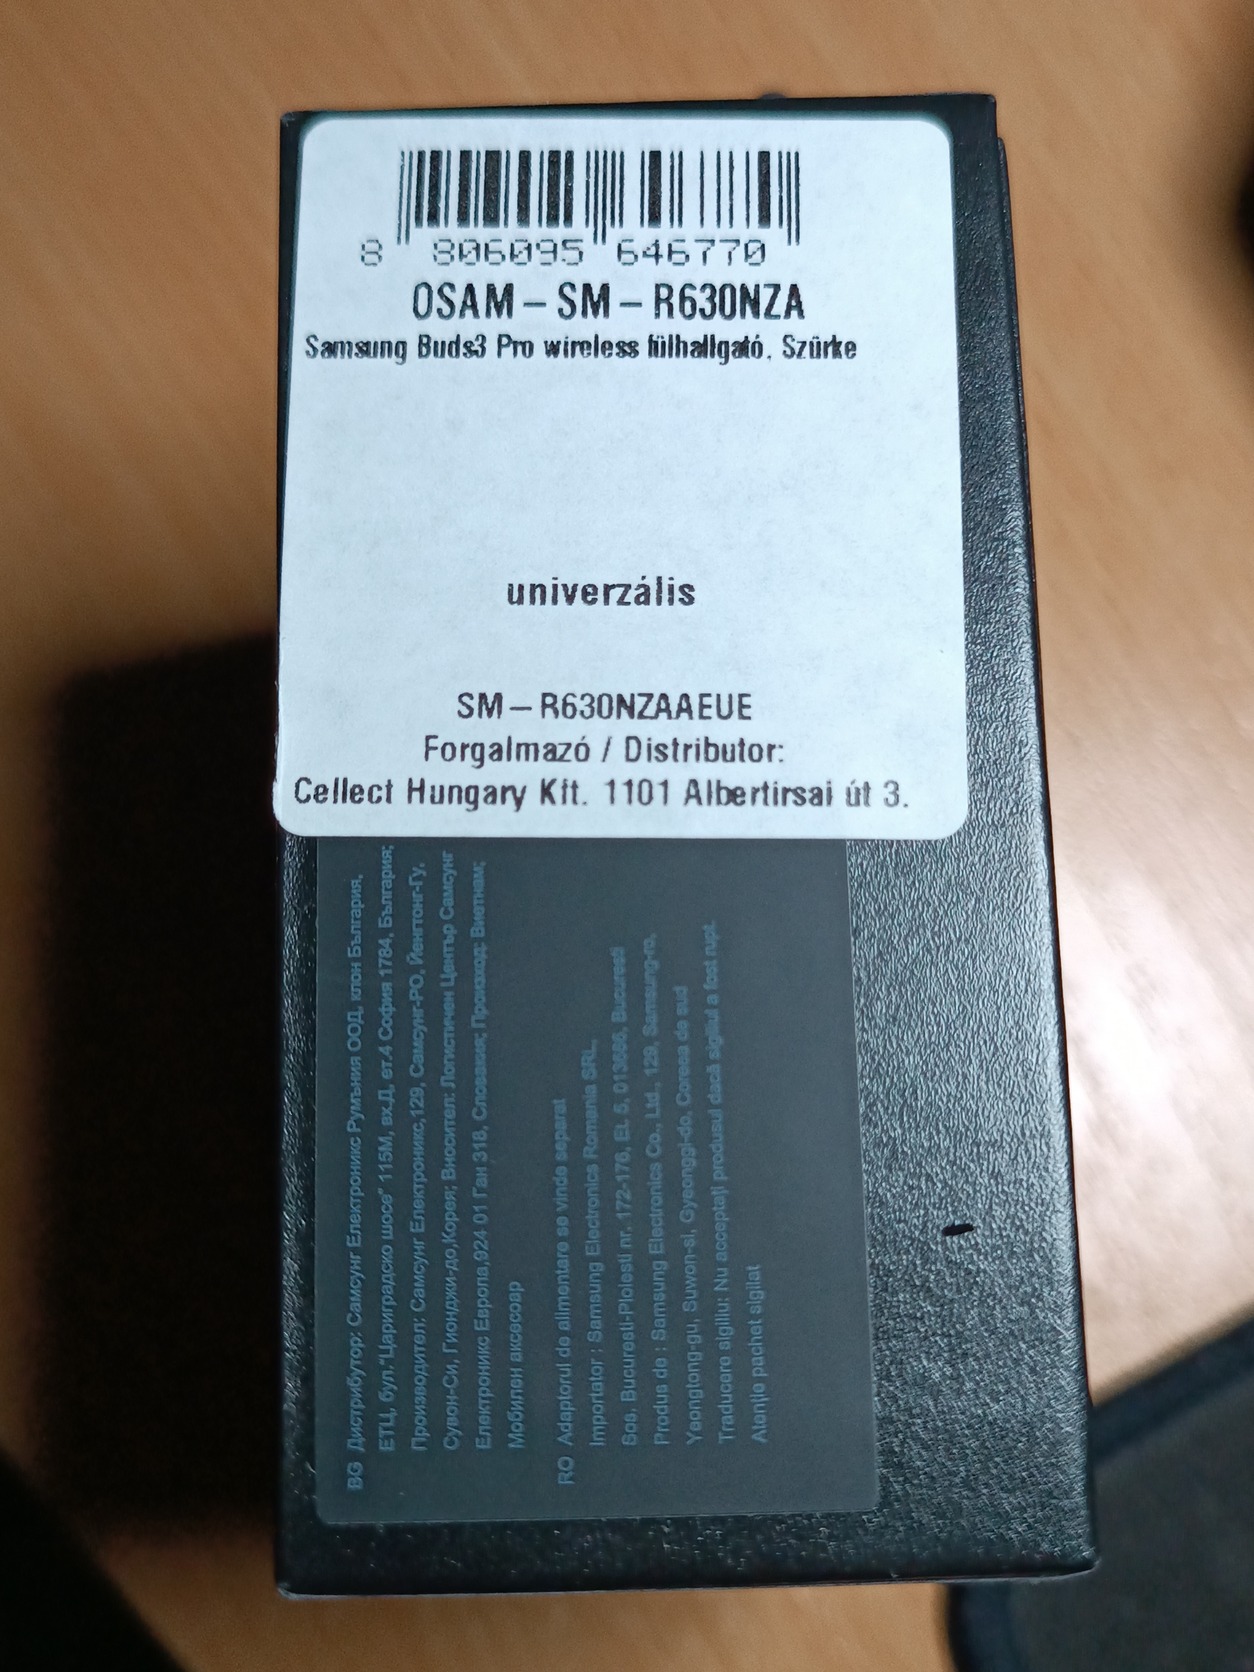 8 806095 646770
OSAM-SM-R630NZA
Samsung Buds3 Pro wireless fülhallgató, Szürke
univerzális
SM-R630NZAAEUE
Forgalmazó / Distributor:
Cellect Hungary Kft. 1101 Albertirsai út 3.
BG Дистрибутор: Самсунг Електроникс Румъния ООД, клон България,
ЕТЦ, бул."Цариградско шосе" 115М, вх.Д, ет.4 София 1784, България;
Производител: Самсунг Електроникс,129, Самсунг-РО, Йенгтонг-Гу,
Сувон-Си, Гионджи-до,Корея; Вносител: Логистичен Център Самсунг
Електроникс Европа,924 01 Галн 318, Словакия; Произход: Виетнам;
Мобилен аксесоар
RO Adaptorul de alimentare se vinde separat
Importator : Samsung Electronics Romania SRL,
Sos. Bucuresti-Ploiesti nr. 172-176, Et. 5, 013686, Bucuresti
Produs de : Samsung Electronics Co., Ltd., 129, Samsung-ro,
Yeongtong-gu, Suwon-si, Gyeonggi-do, Coreea de sud
Traducere sigiliu: Nu acceptați produsul dacă sigiliul a fost rupt.
Atenție pachet sigilat